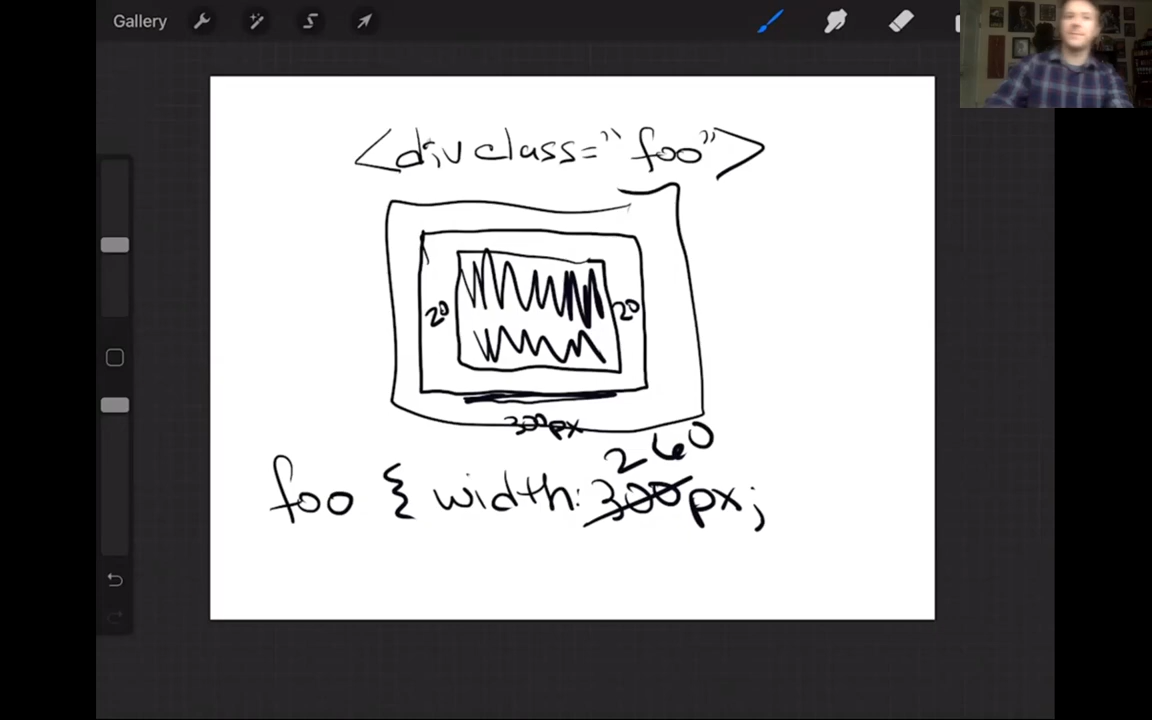 Gallery
<div class="foo">
20 20
300px
260
foo { width: 300px;